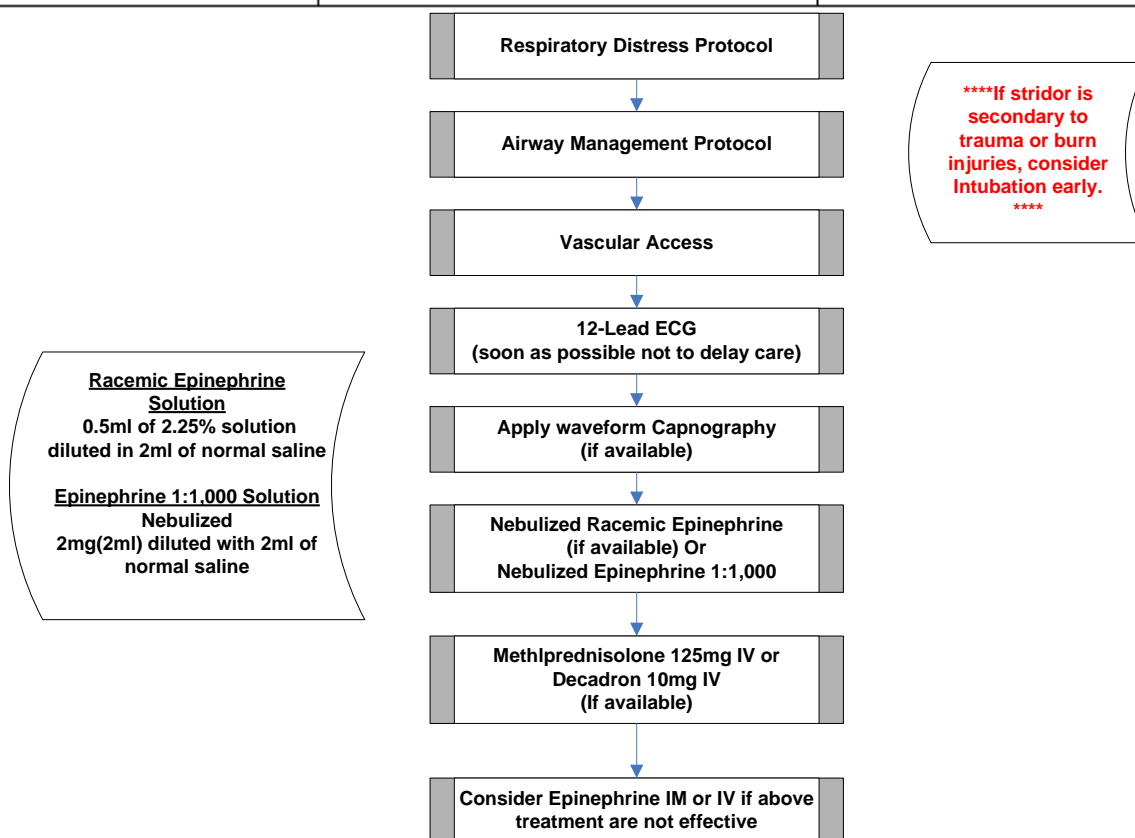 Respiratory Distress Protocol
****If stridor is
secondary to
trauma or burn
injuries, consider
Intubation early.
****
Airway Management Protocol
Vascular Access
12-Lead ECG
(soon as possible not to delay care)
Racemic Epinephrine
Solution
0.5ml of 2.25% solution
diluted in 2ml of normal saline
Epinephrine 1:1,000 Solution
Nebulized
2mg(2ml) diluted with 2ml of
normal saline
Apply waveform Capnography
(if available)
Nebulized Racemic Epinephrine
(if available) Or
Nebulized Epinephrine 1:1,000
Methlprednisolone 125mg IV or
Decadron 10mg IV
(If available)
Consider Epinephrine IM or IV if above
treatment are not effective